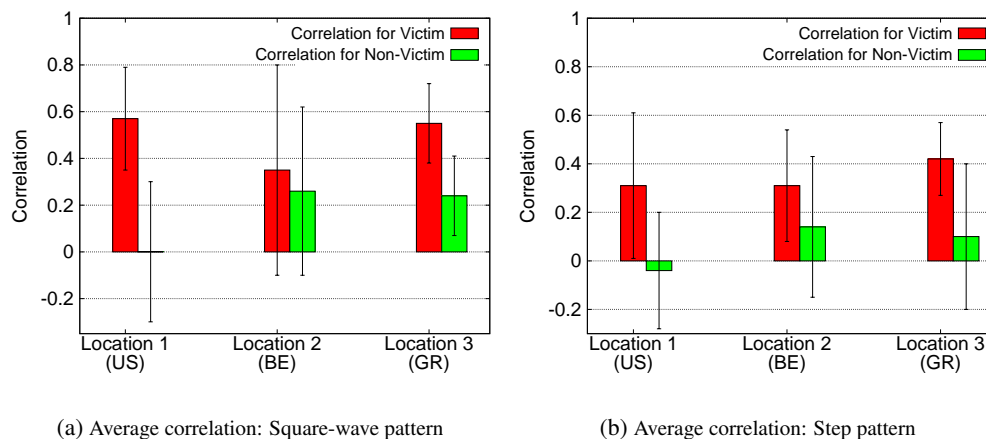 1
0.8
0.6
0.4
0.2
0
-0.2
Correlation
Correlation for Victim
Correlation for Non-Victim
Location 1
(US)
Location 2
(BE)
Location 3
(GR)
(a) Average correlation: Square-wave pattern
1
0.8
0.6
0.4
0.2
0
-0.2
Correlation
Correlation for Victim
Correlation for Non-Victim
Location 1
(US)
Location 2
(BE)
Location 3
(GR)
(b) Average correlation: Step pattern